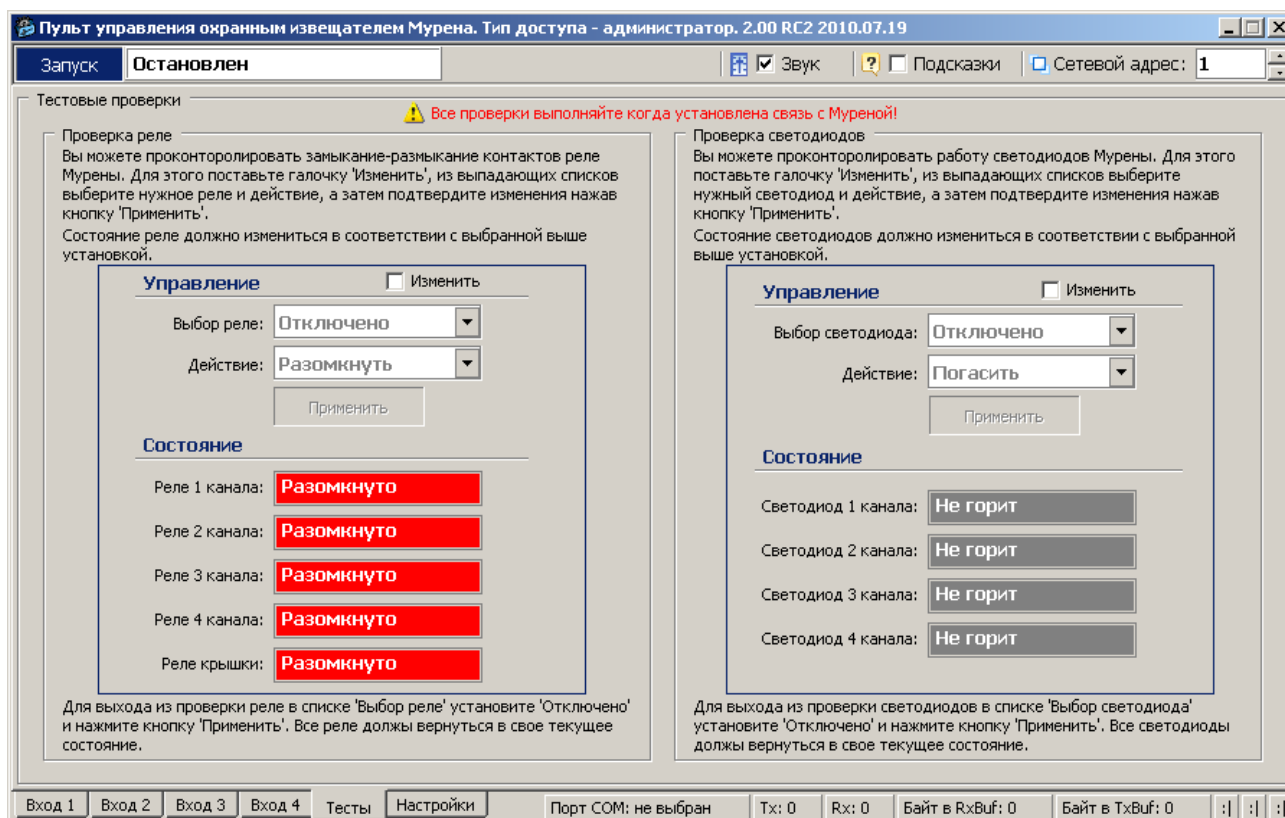 Пульт управления охранным извещателем Мурена. Тип доступа - администратор. 2.00 RC2 2010.07.19
Запуск Остановлен Звук Подсказки Сетевой адрес: 1
Тестовые проверки
Все проверки выполняйте когда установлена связь с Муреной!
Проверка реле
Вы можете проконторолировать замыкание-размыкание контактов реле
Мурены. Для этого поставьте галочку 'Изменить', из выпадающих списков
выберите нужное реле и действие, а затем подтвердите изменения нажав
кнопку 'Применить'.
Состояние реле должно измениться в соответствии с выбранной выше
установкой.
Управление Изменить
Выбор реле: Отключено
Действие: Разомкнуть
Применить
Состояние
Реле 1 канала: Разомкнуто
Реле 2 канала: Разомкнуто
Реле 3 канала: Разомкнуто
Реле 4 канала: Разомкнуто
Реле крышки: Разомкнуто
Для выхода из проверки реле в списке 'Выбор реле' установите 'Отключено'
и нажмите кнопку 'Применить'. Все реле должы вернуться в свое текущее
состояние.
Проверка светодиодов
Вы можете проконторолировать работу светодиодов Мурены. Для этого
поставьте галочку 'Изменить', из выпадающих списков выберите
нужный светодиод и действие, а затем подтвердите изменения нажав
кнопку 'Применить'.
Состояние светодиодов должно измениться в соответствии с выбранной
выше установкой.
Управление Изменить
Выбор светодиода: Отключено
Действие: Погасить
Применить
Состояние
Светодиод 1 канала: Не горит
Светодиод 2 канала: Не горит
Светодиод 3 канала: Не горит
Светодиод 4 канала: Не горит
Для выхода из проверки светодиодов в списке 'Выбор светодиода'
установите 'Отключено' и нажмите кнопку 'Применить'. Все светодиоды
должы вернуться в свое текущее состояние.
Вход 1 Вход 2 Вход 3 Вход 4 Тесты Настройки Порт COM: не выбран Tx: 0 Rx: 0 Байт в RxBuf: 0 Байт в TxBuf: 0 :| :| :|